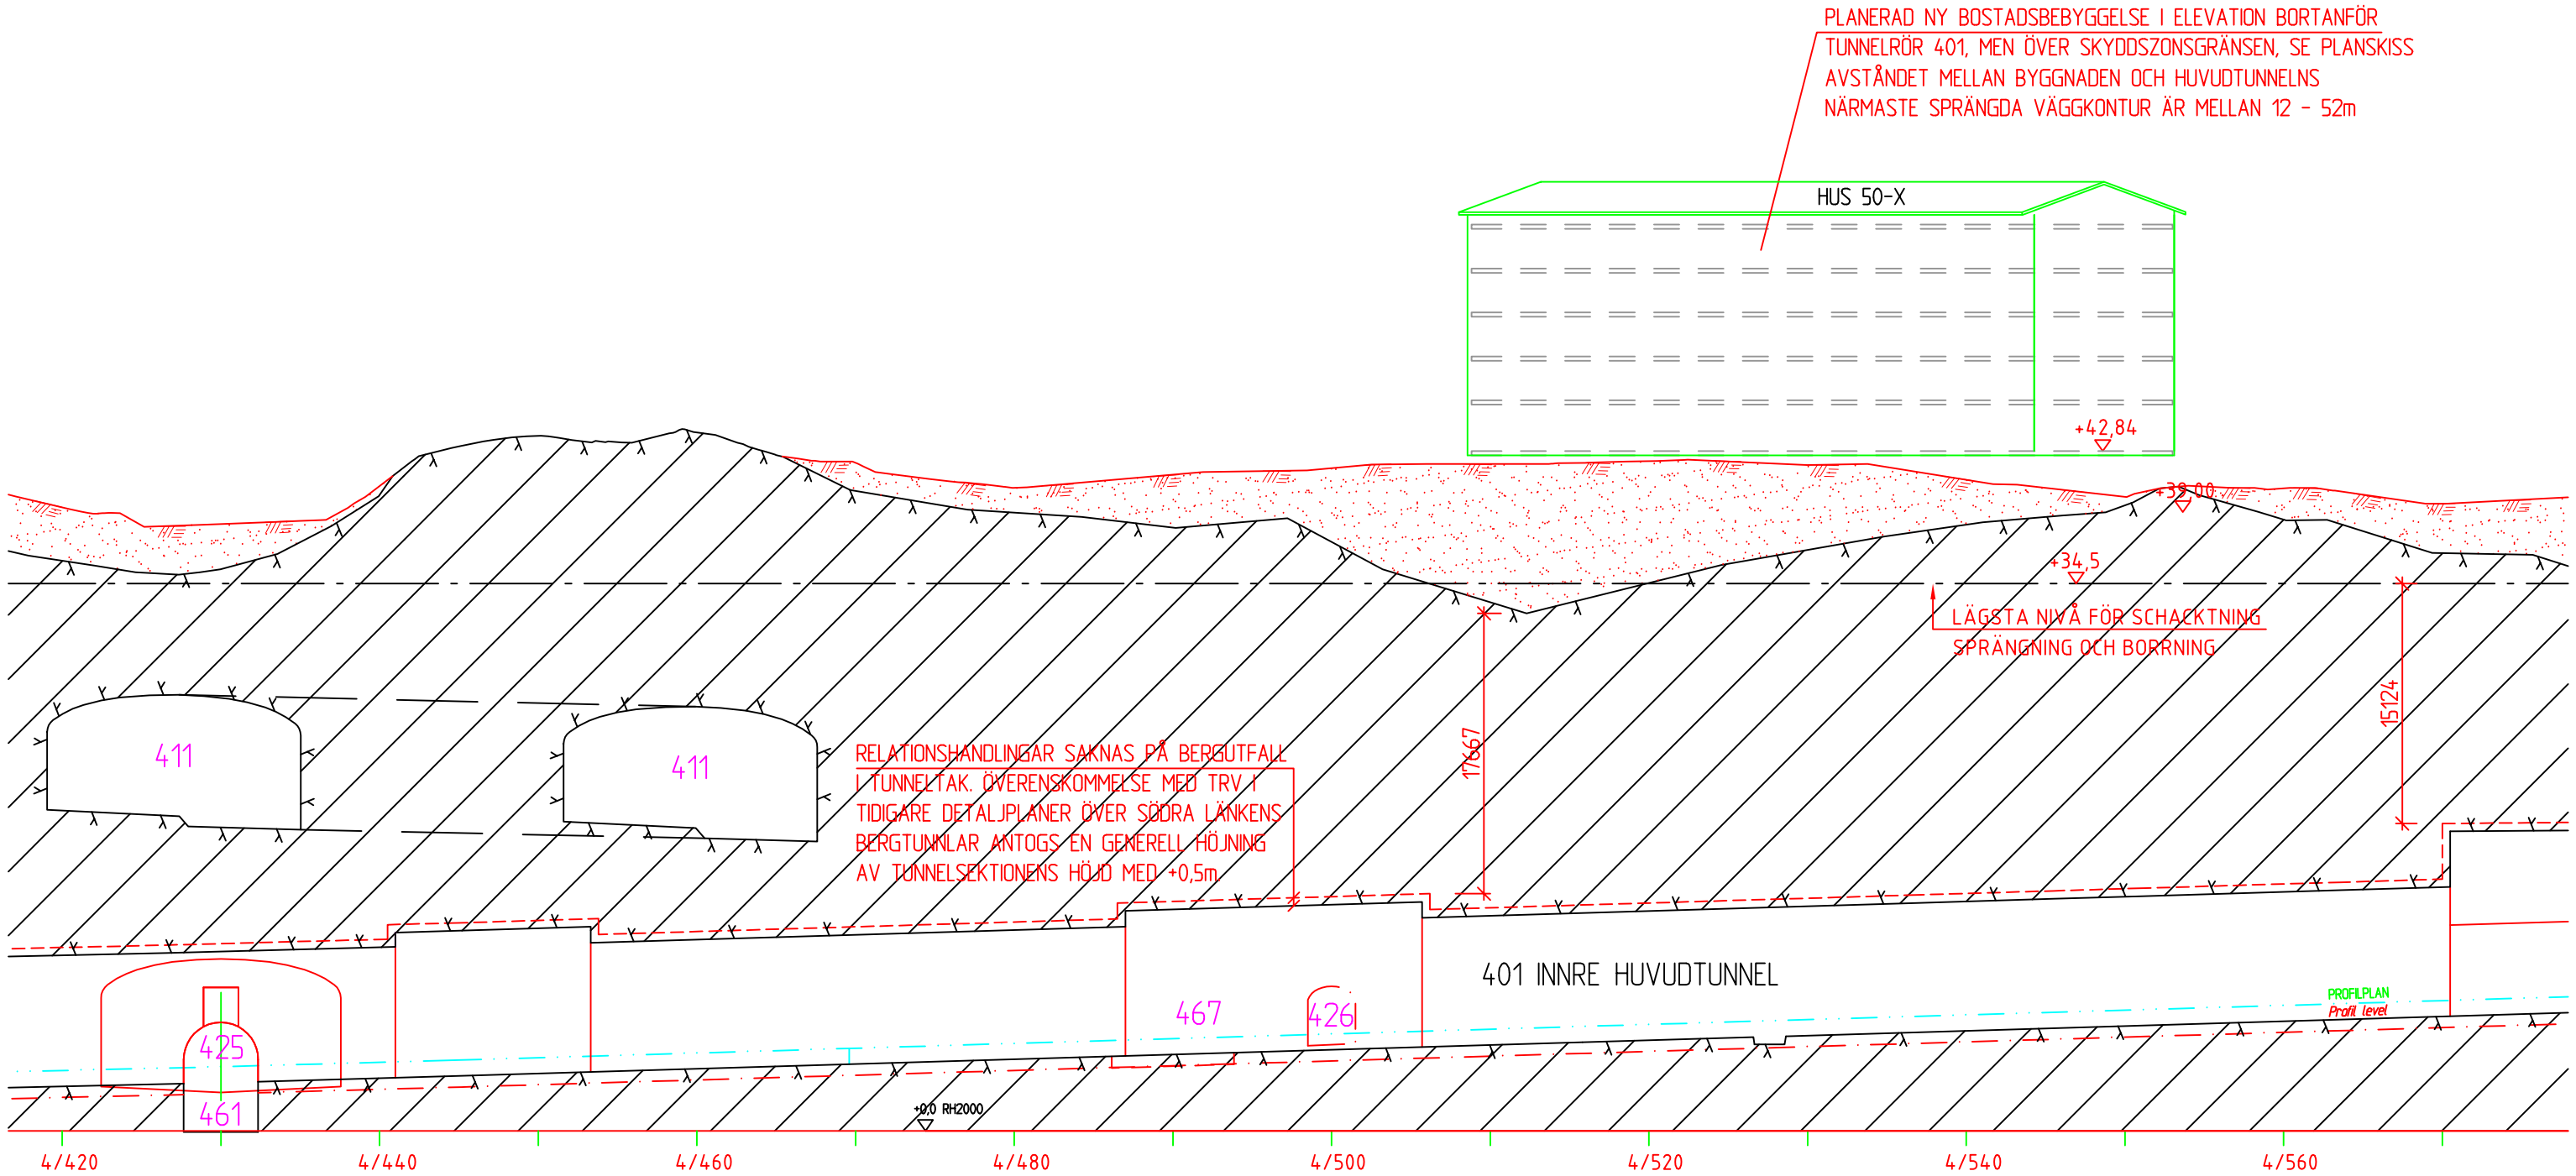 PLANERAD NY BOSTADSBEBYGGELSE I ELEVATION BORTANFÖR
TUNNELRÖR 401, MEN ÖVER SKYDDSZONSGRÄNSEN, SE PLANSKISS
AVSTÅNDET MELLAN BYGGNADEN OCH HUVUDTUNNELNS
NÄRMASTE SPRÄNGDA VÄGGKONTUR ÄR MELLAN 12 - 52m
HUS 50-X
+42,84
+39,00
+34,5
LÄGSTA NIVÅ FÖR SCHACKTNING
SPRÄNGNING OCH BORRNING
15124
17667
411
411
RELATIONSHANDLINGAR SAKNAS PÅ BERGUTFALL
I TUNNELTAK. ÖVERENSKOMMELSE MED TRV I
TIDIGARE DETALJPLANER ÖVER SÖDRA LÄNKENS
BERGTUNNLAR ANTOGS EN GENERELL HÖJNING
AV TUNNELSEKTIONENS HÖJD MED +0,5m.
401 INNRE HUVUDTUNNEL
PROFILPLAN
Profil level
467
426
425
461
+0,0 RH2000
4/420
4/440
4/460
4/480
4/500
4/520
4/540
4/560